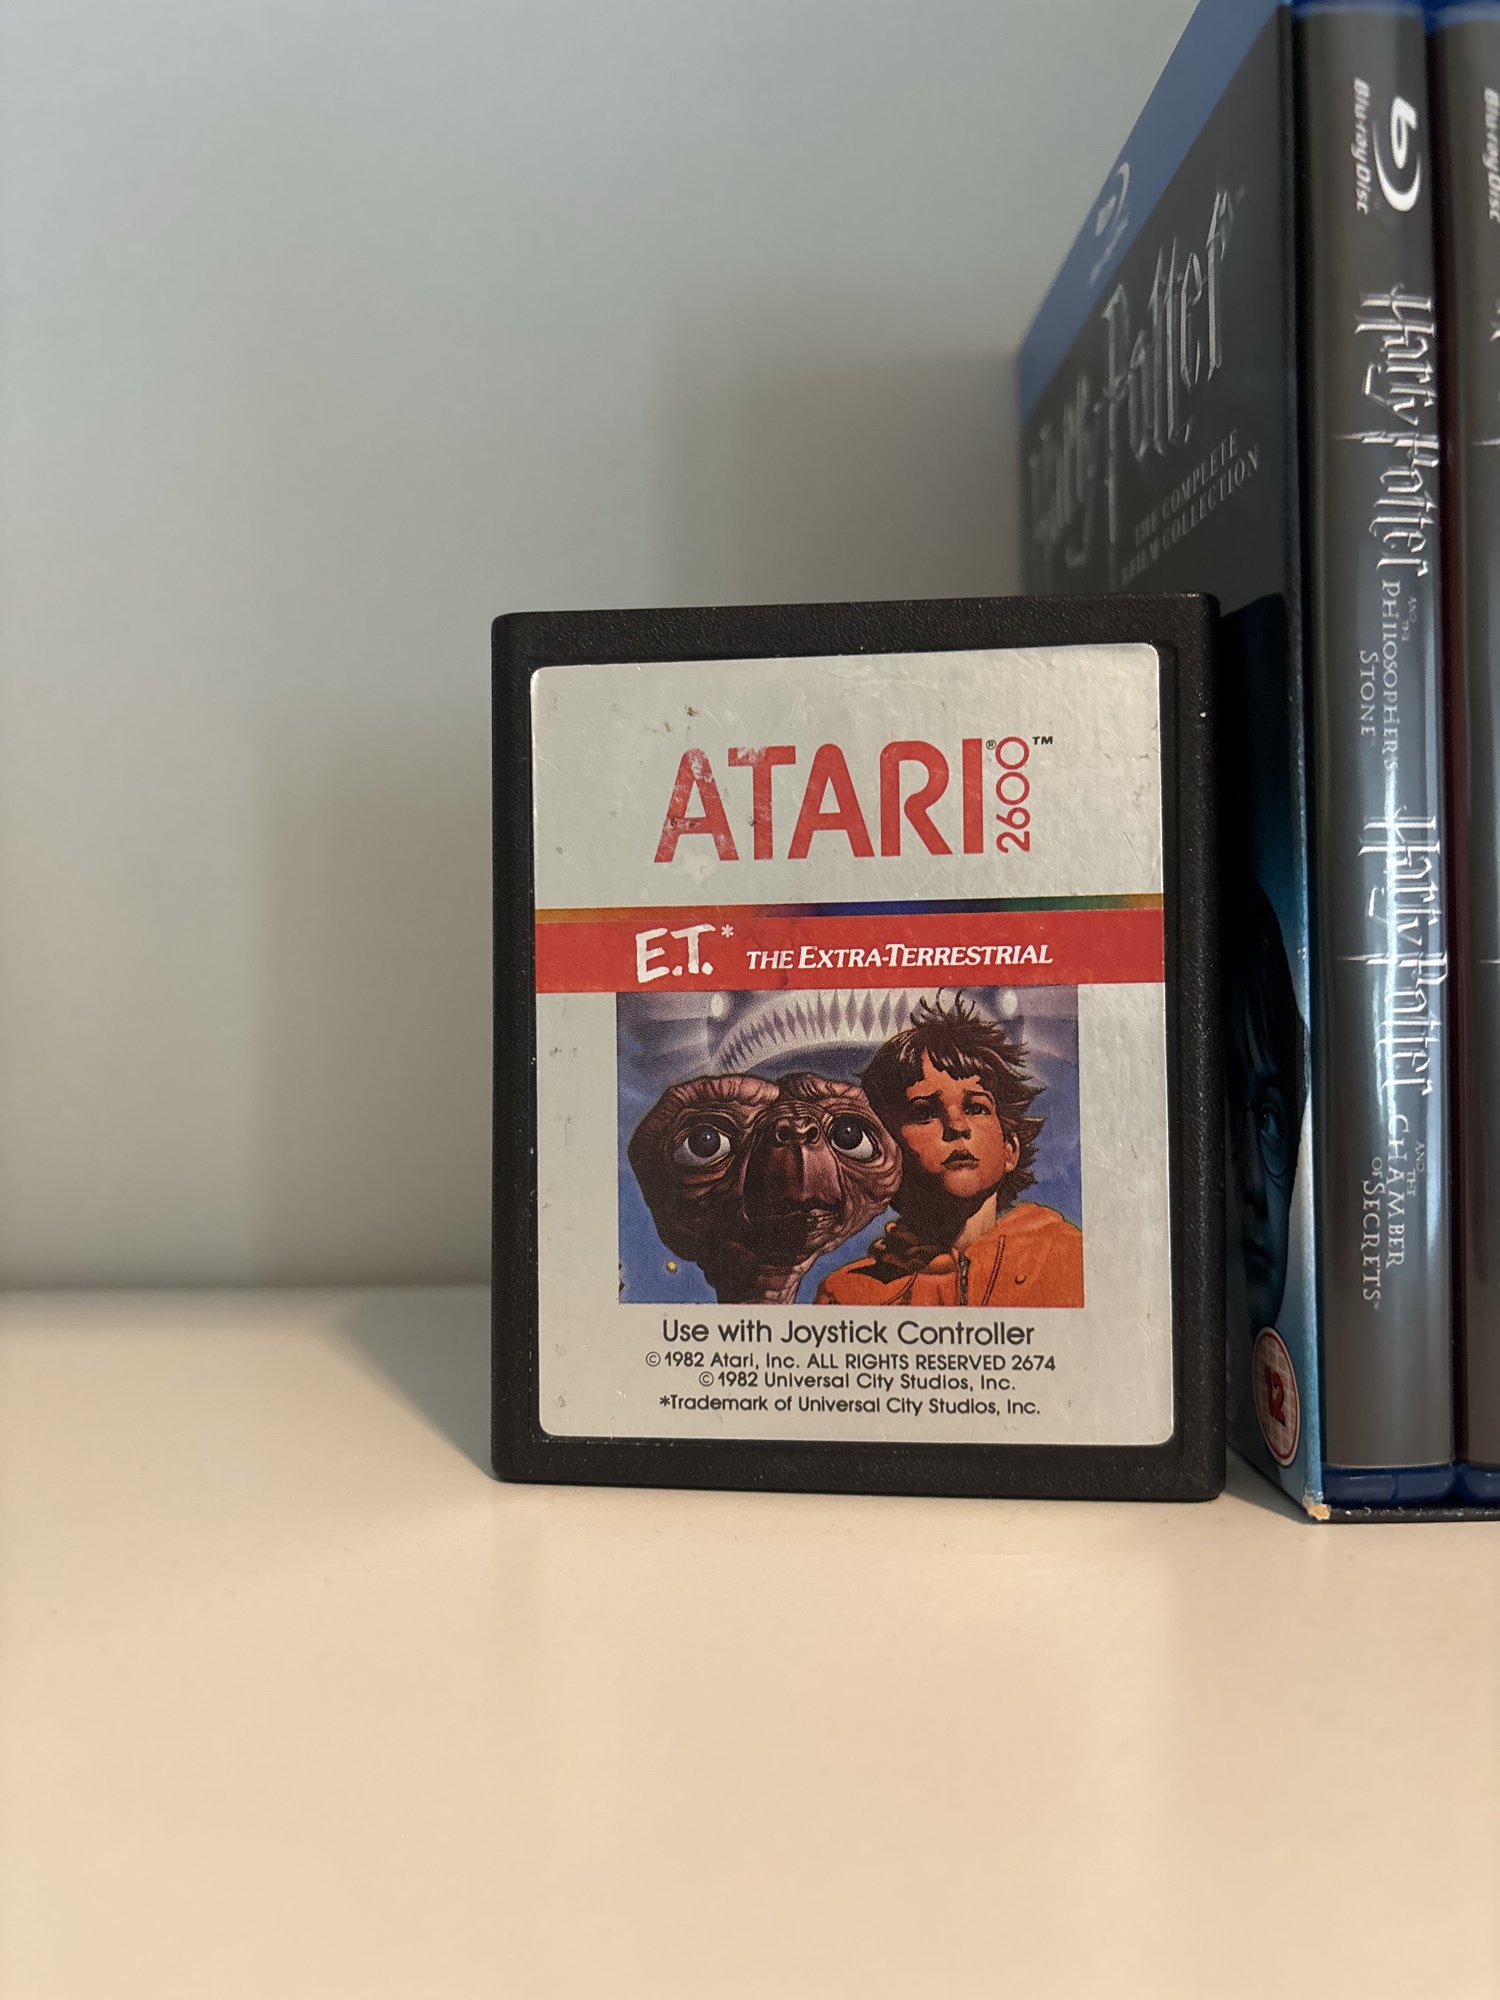 ATARI® 2600™
E.T.* THE EXTRA-TERRESTRIAL
Use with Joystick Controller
© 1982 Atari, Inc. ALL RIGHTS RESERVED 2674
© 1982 Universal City Studios, Inc.
*Trademark of Universal City Studios, Inc.
Harry Potter
THE COMPLETE
FILM COLLECTION
12
Blu-ray Disc
Harry Potter AND THE PHILOSOPHER'S STONE
Harry Potter AND THE CHAMBER OF SECRETS
Blu-ray Disc